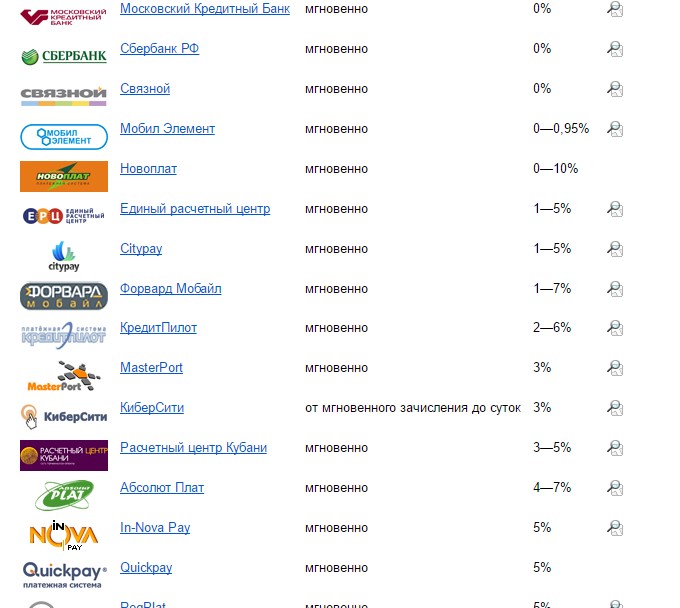 МОСКОВСКИЙ
КРЕДИТНЫЙ
БАНК
Московский Кредитный Банк мгновенно 0%
СБЕРБАНК
Сбербанк РФ мгновенно 0%
СВЯЗНОЙ
Связной мгновенно 0%
МОБИЛ
ЭЛЕМЕНТ
Мобил Элемент мгновенно 0—0,95%
НОВОПЛАТ
ПЛАТЕЖНАЯ СИСТЕМА
Новоплат мгновенно 0—10%
ЕРЦ
ЕДИНЫЙ
РАСЧЕТНЫЙ
ЦЕНТР
Единый расчетный центр мгновенно 1—5%
citypay
Citypay мгновенно 1—5%
ФОРВАРД
МОБАЙЛ
Форвард Мобайл мгновенно 1—7%
ПЛАТЁЖНАЯ СИСТЕМА
КРЕДИТПИЛОТ
КредитПилот мгновенно 2—6%
MasterPort
MasterPort мгновенно 3%
КиберСити
КиберСити от мгновенного зачисления до суток 3%
РАСЧЕТНЫЙ ЦЕНТР
КУБАНИ
Расчетный центр Кубани мгновенно 3—5%
АБСОЛЮТ
PLAT
Абсолют Плат мгновенно 4—7%
IN
NOVA
PAY
In-Nova Pay мгновенно 5%
Quickpay
платежная система
Quickpay мгновенно 5%
RegPlat мгновенно 5%